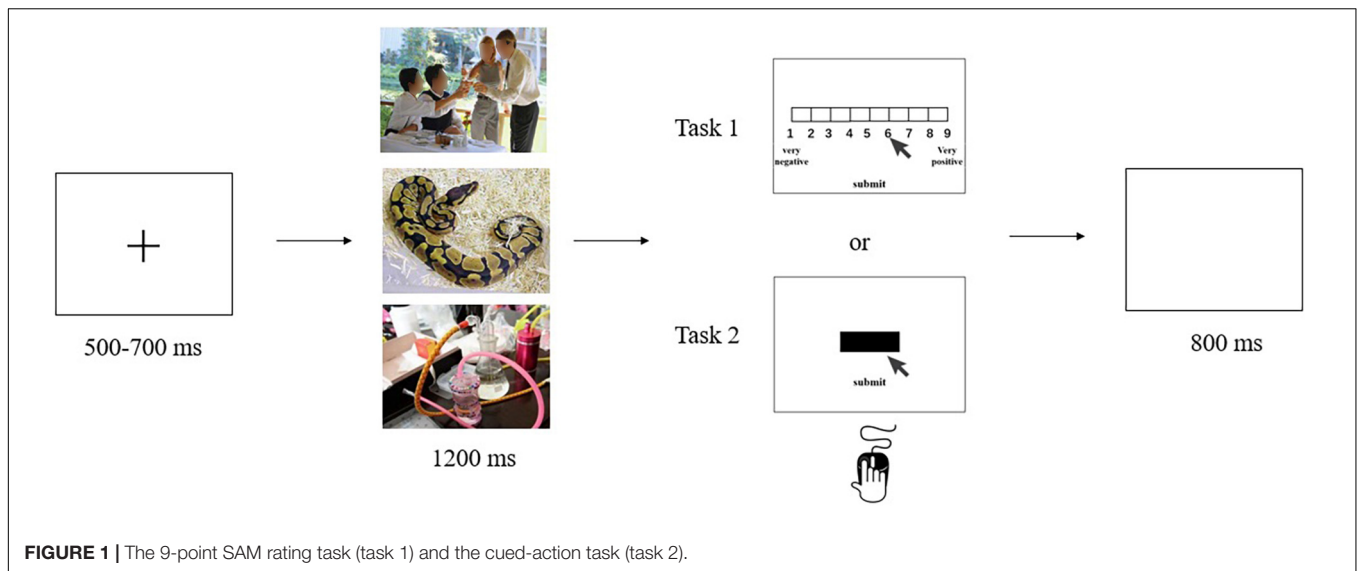 500-700 ms
1200 ms
Task 1
1 2 3 4 5 6 7 8 9
very negative
Very positive
submit
or
Task 2
submit
800 ms
FIGURE 1 | The 9-point SAM rating task (task 1) and the cued-action task (task 2).